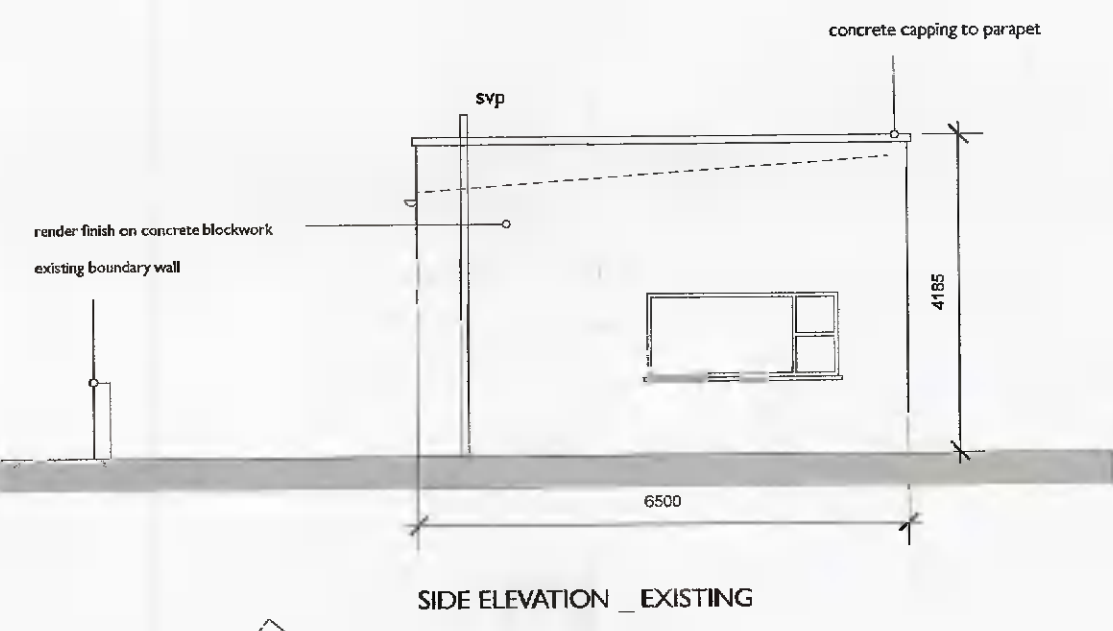 concrete capping to parapet
svp
render finish on concrete blockwork
existing boundary wall
4185
6500
SIDE ELEVATION _ EXISTING